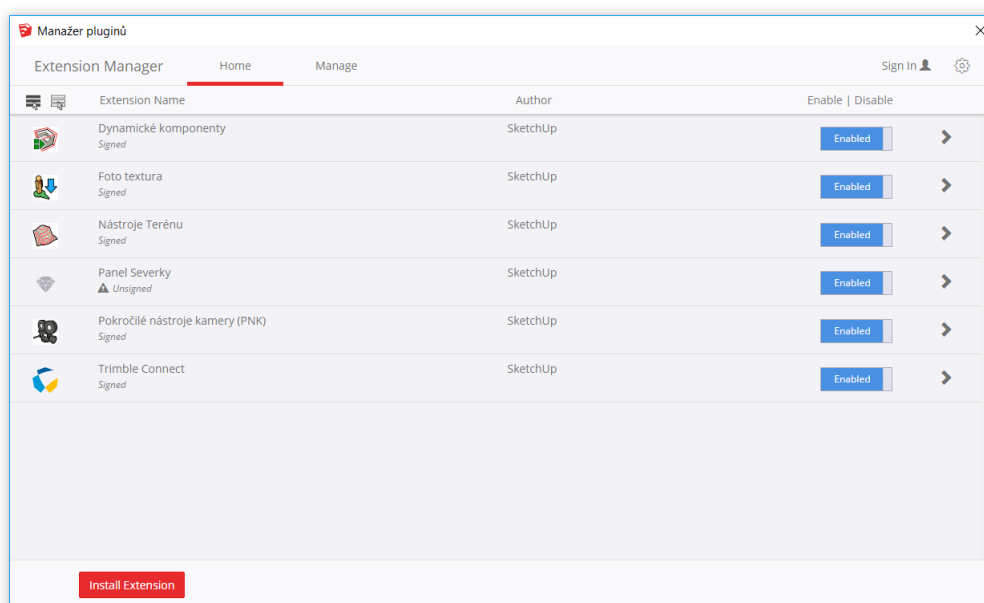 Manažer pluginů
Extension Manager Home Manage Sign In
Extension Name Author Enable | Disable
Dynamické komponenty SketchUp
Signed Enabled
Foto textura SketchUp
Signed Enabled
Nástroje Terénu SketchUp
Signed Enabled
Panel Severky SketchUp
Unsigned Enabled
Pokročilé nástroje kamery (PNK) SketchUp
Signed Enabled
Trimble Connect SketchUp
Signed Enabled
Install Extension